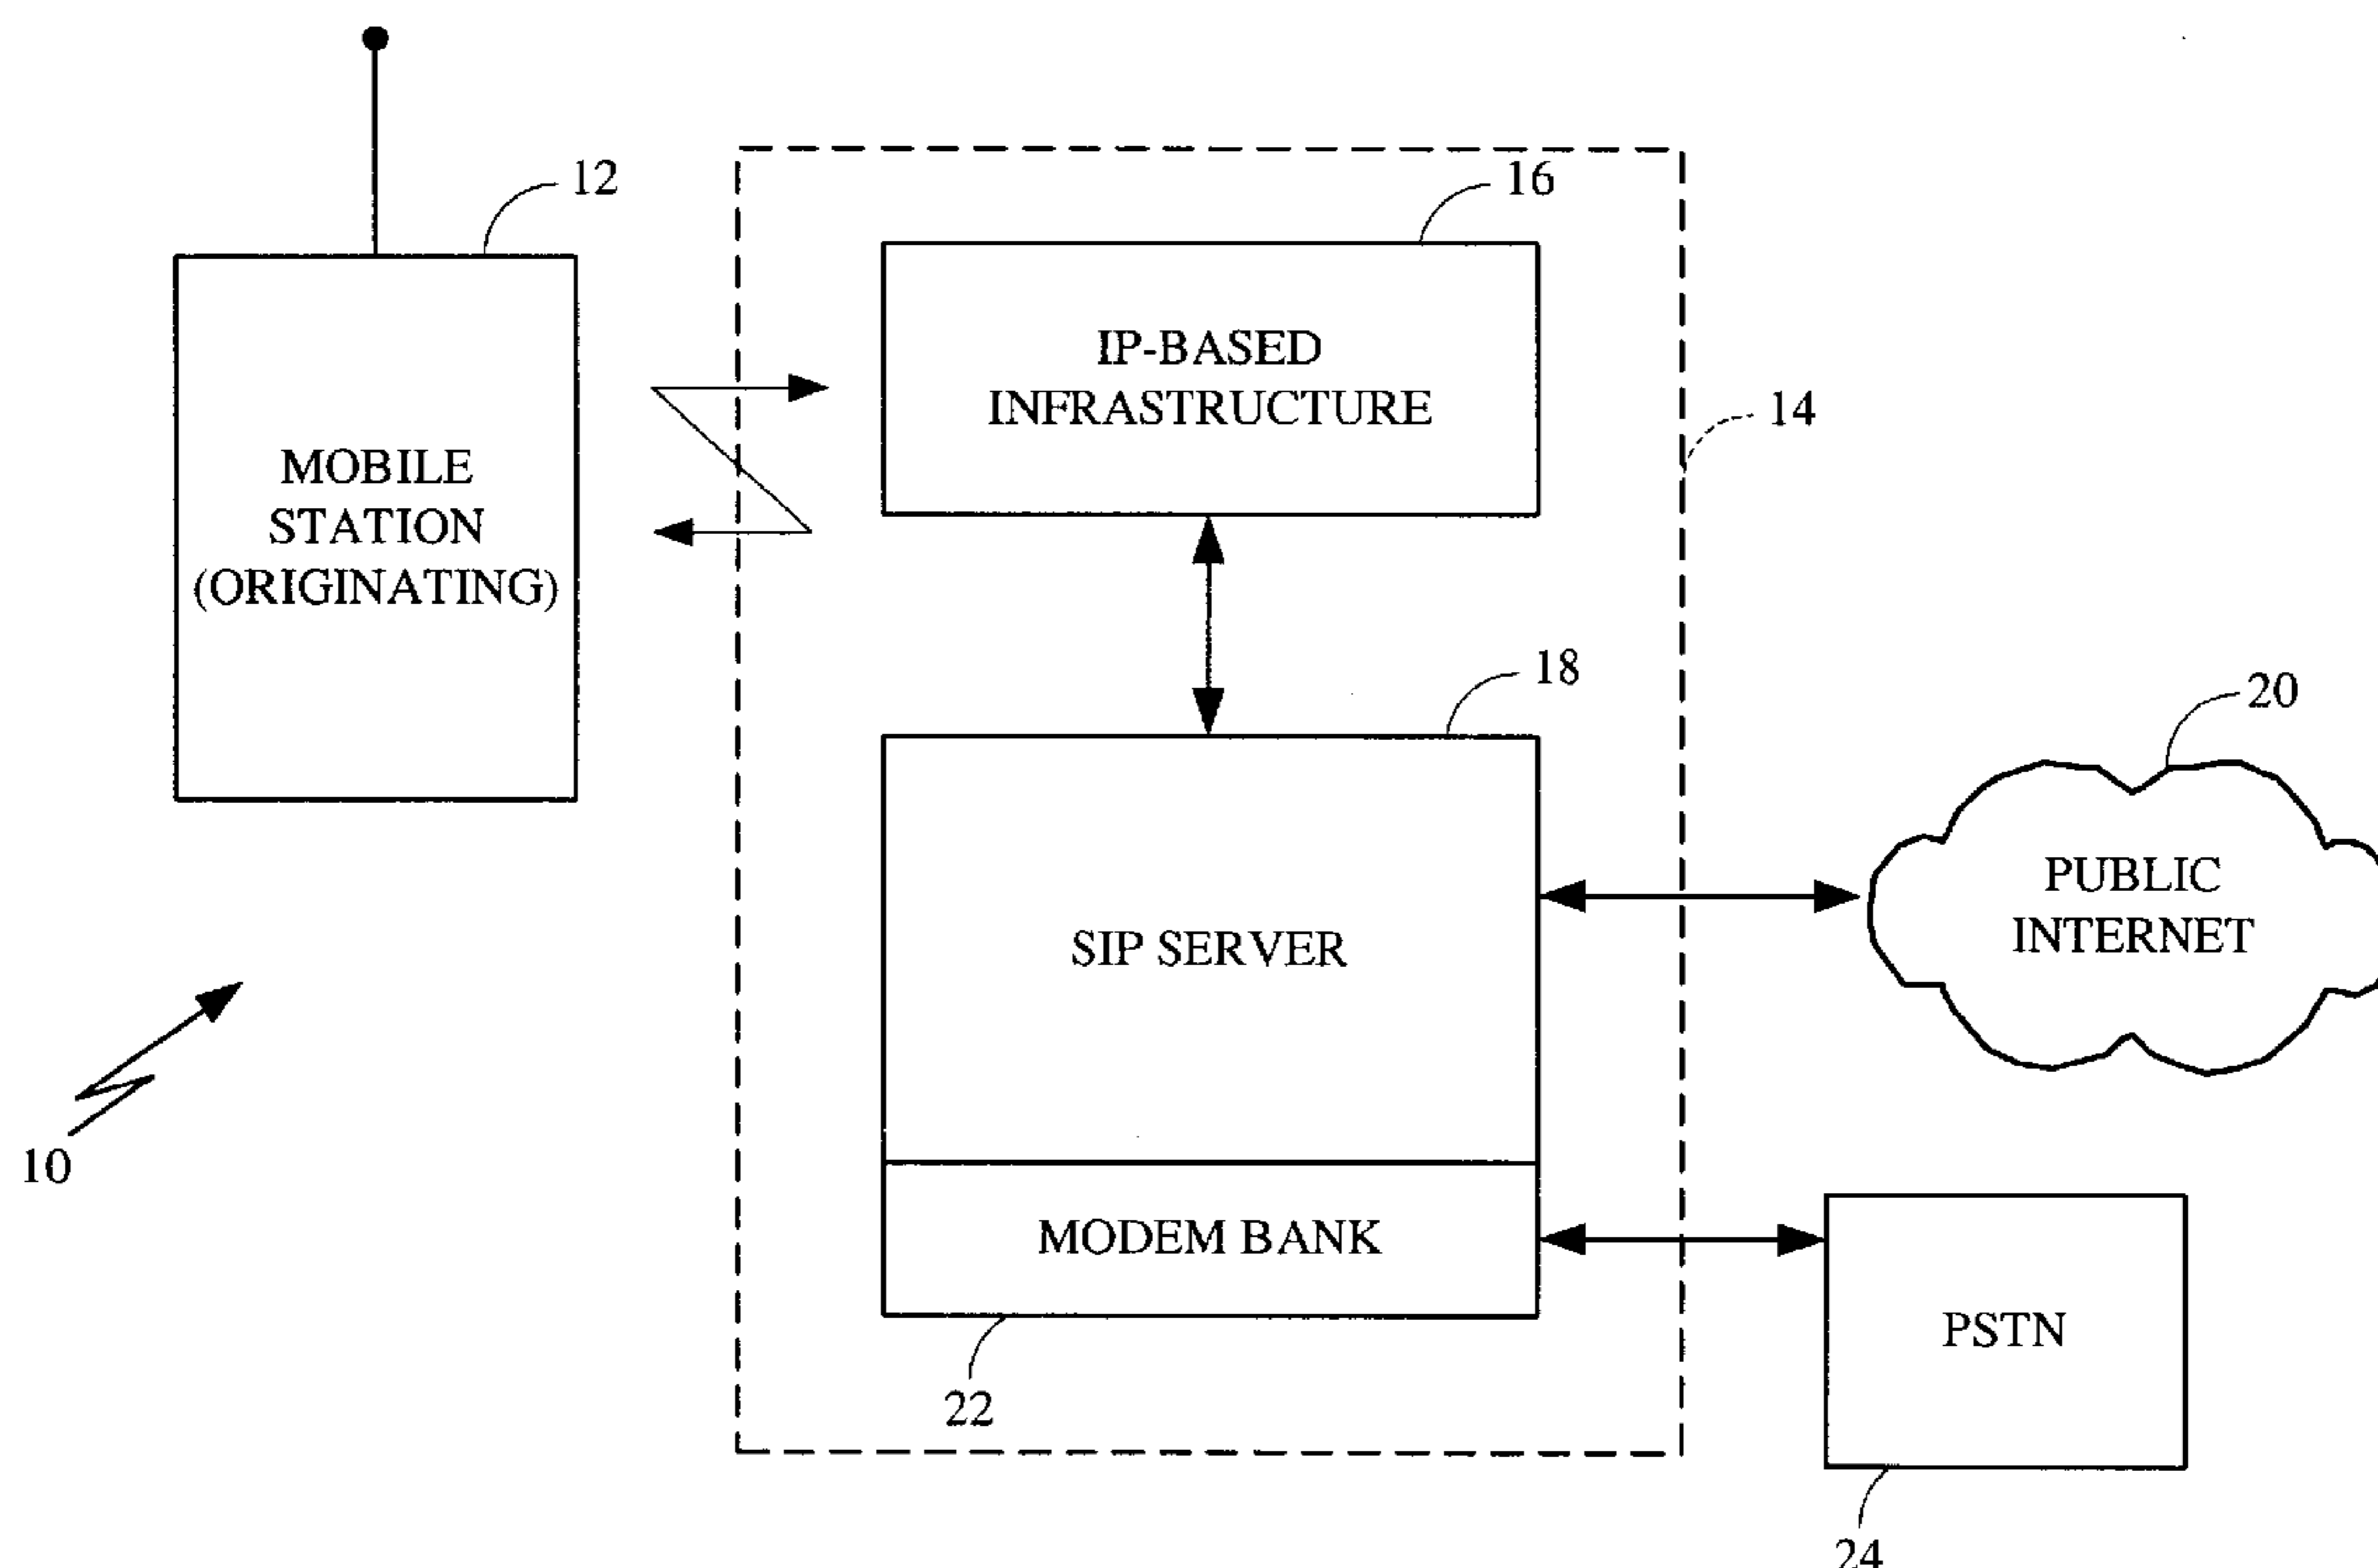 12
16
IP-BASED
INFRASTRUCTURE
14
MOBILE
STATION
(ORIGINATING)
18
20
PUBLIC
INTERNET
SIP SERVER
10
MODEM BANK
PSTN
22
24